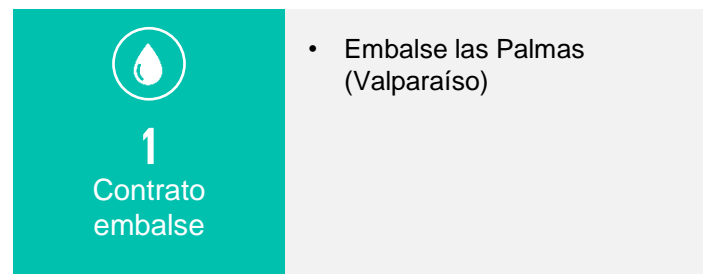 1
Contrato
embalse
• Embalse las Palmas
(Valparaíso)